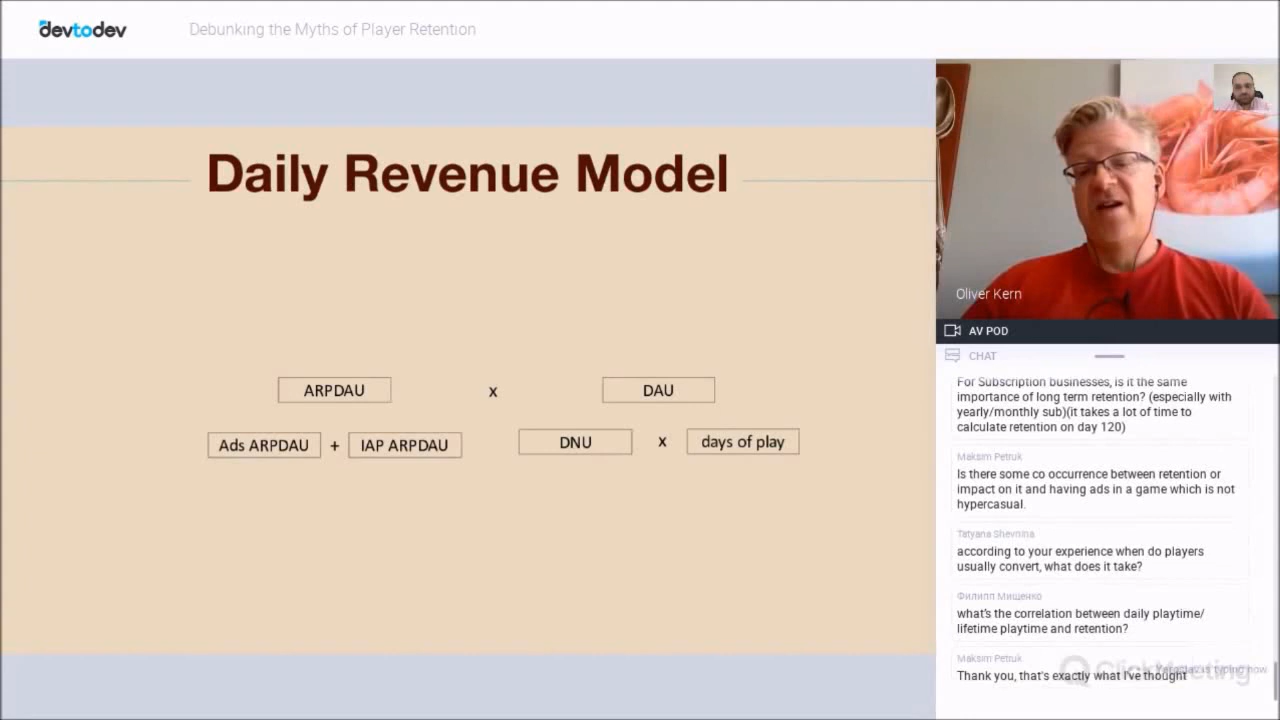 devtodev
Debunking the Myths of Player Retention
Daily Revenue Model
ARPDAU x DAU
Ads ARPDAU + IAP ARPDAU DNU x days of play
Oliver Kern
AV POD
CHAT
For Subscription businesses, is it the
importance of long term retention? (especially with
yearly/monthly sub)(it takes a lot of time to
calculate retention on day 120)
Maksim Petruk
Is there some co occurrence between retention or
impact on it and having ads in a game which is not
hypercasual.
Tatyana Shevnina
according to your experience when do players
usually convert, what does it take?
Филипп Мищенко
what's the correlation between daily playtime/
lifetime playtime and retention?
Maksim Petruk
Thank you, that's exactly what I've thought
ClickMeeting
is typing now